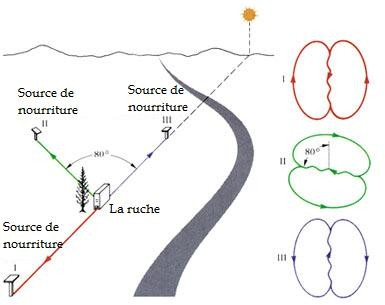 Source de
nourriture
II
Source de
nourriture
III
80°
La ruche
Source de
nourriture
I
I
II
80°
III